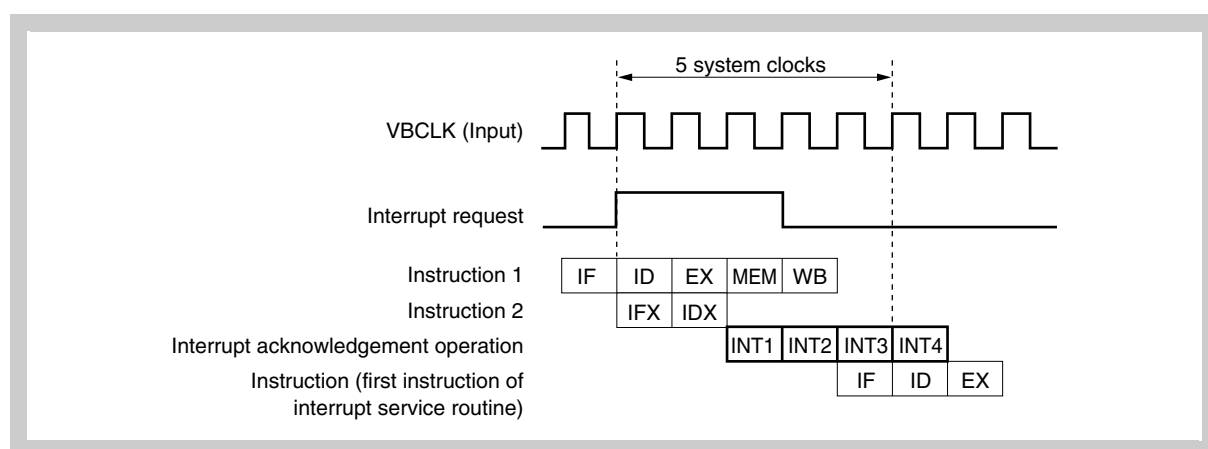 5 system clocks
VBCLK (Input)
Interrupt request
Instruction 1 IF ID EX MEM WB
Instruction 2 IFX IDX
Interrupt acknowledgement operation INT1 INT2 INT3 INT4
Instruction (first instruction of IF ID EX
interrupt service routine)